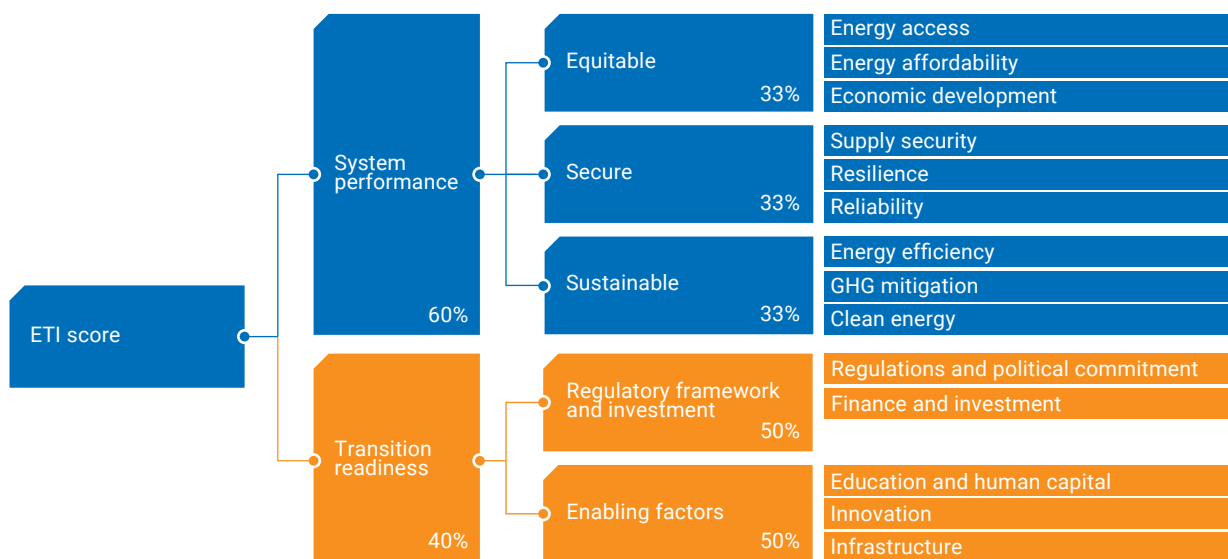 ETI score
System
performance
60%
Equitable
33%
Energy access
Energy affordability
Economic development
Secure
33%
Supply security
Resilience
Reliability
Sustainable
33%
Energy efficiency
GHG mitigation
Clean energy
Transition
readiness
40%
Regulatory framework
and investment
50%
Regulations and political commitment
Finance and investment
Enabling factors
50%
Education and human capital
Innovation
Infrastructure